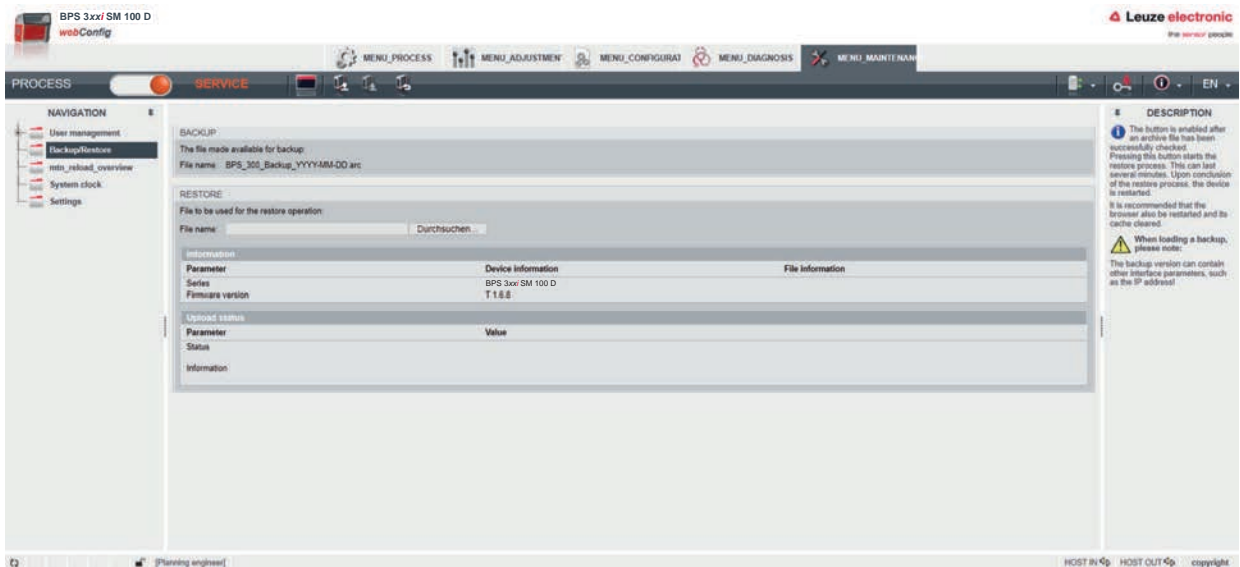 BPS 3xxi SM 100 D
webConfig
Leuze electronic
the sensor people
MENU_PROCESS
MENU_ADJUSTMEN
MENU_CONFIGURAT
MENU_DIAGNOSIS
MENU_MAINTENAN
PROCESS
SERVICE
EN
NAVIGATION
User management
Backup/Restore
mtn_reload_overview
System clock
Settings
BACKUP
The file made available for backup:
File name: BPS_300_Backup_YYYY-MM-DD.arc
RESTORE
File to be used for the restore operation:
File name:
Durchsuchen...
Information
Parameter Device information File information
Series BPS 3xxi SM 100 D
Firmware version T 1.6.8
Upload status
Parameter Value
Status
Information
DESCRIPTION
The button is enabled after
an archive file has been
successfully checked.
Pressing this button starts the
restore process. This can last
several minutes. Upon conclusion
of the restore process, the device
is restarted.
It is recommended that the
browser also be restarted and its
cache cleared.
When loading a backup,
please note:
The backup version can contain
other interface parameters, such
as the IP address!
[Planning engineer]
HOST IN HOST OUT copyright